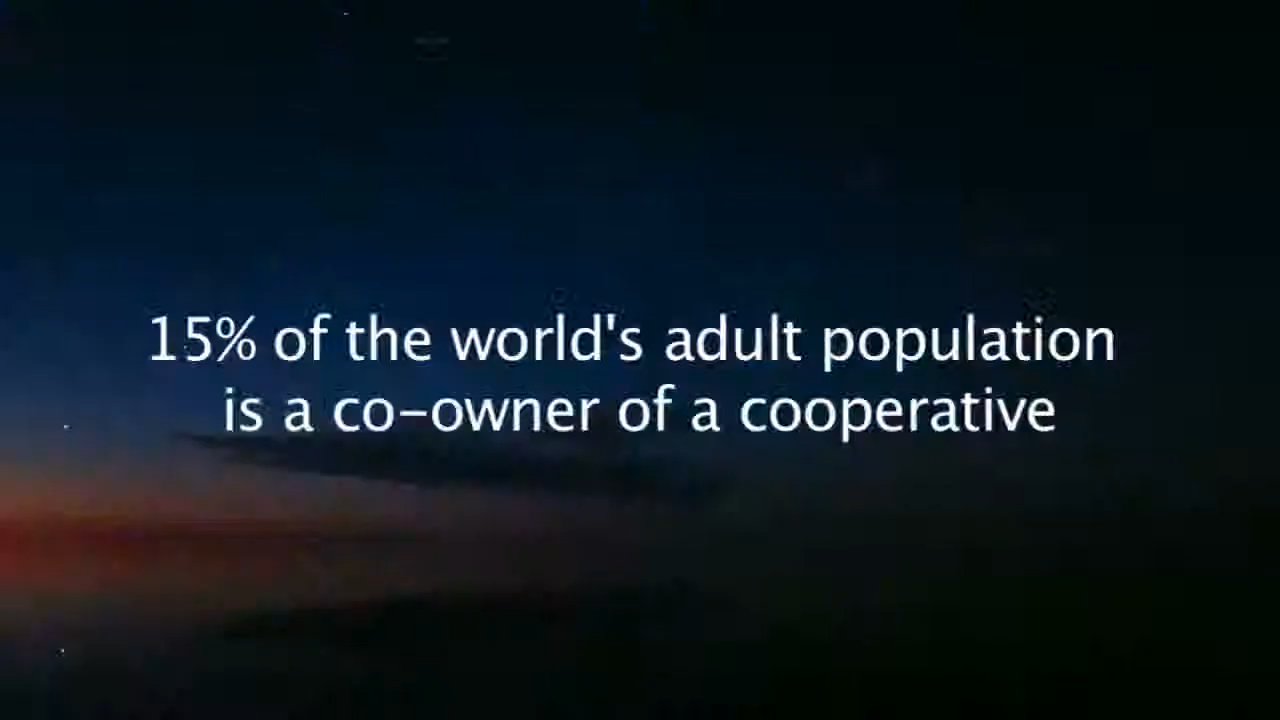 15% of the world's adult population
is a co-owner of a cooperative